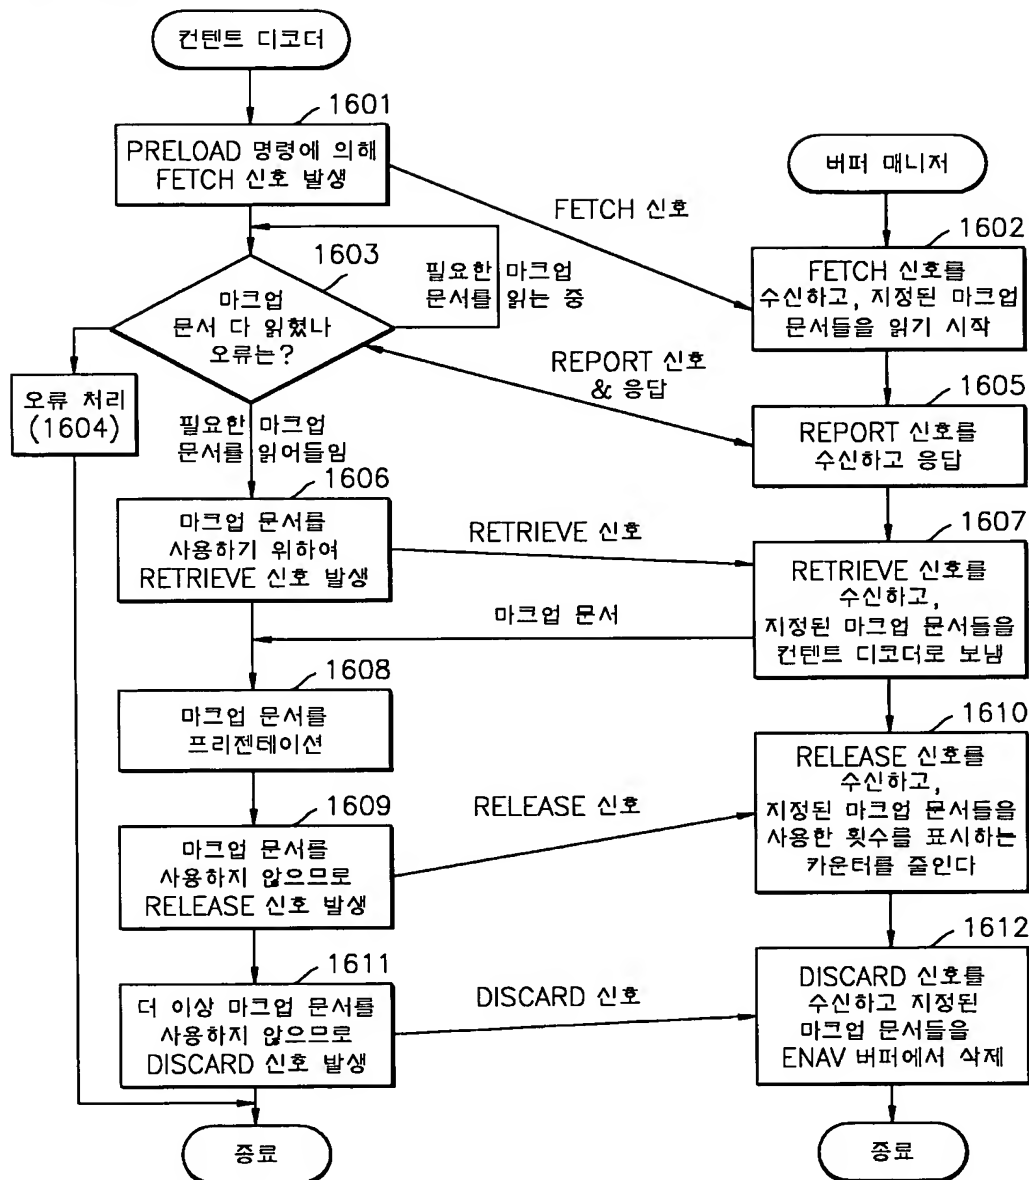 컨텐트 디코더
1601
PRELOAD 명령에 의해
FETCH 신호 발생
버퍼 매니저
FETCH 신호
1602
FETCH 신호를
수신하고, 지정된 마크업
문서들을 읽기 시작
1603
마크업
문서 다 읽혔나
오류는?
필요한 마크업
문서를 읽는 중
REPORT 신호
& 응답
1605
REPORT 신호를
수신하고 응답
오류 처리
(1604)
필요한 마크업
문서를 읽어들임
1606
마크업 문서를
사용하기 위하여
RETRIEVE 신호 발생
RETRIEVE 신호
1607
RETRIEVE 신호를
수신하고,
지정된 마크업 문서들을
컨텐트 디코더로 보냄
마크업 문서
1608
마크업 문서를
프리젠테이션
1610
RELEASE 신호를
수신하고,
지정된 마크업 문서들을
사용한 횟수를 표시하는
카운터를 줄인다
1609
마크업 문서를
사용하지 않으므로
RELEASE 신호 발생
RELEASE 신호
1611
더 이상 마크업 문서를
사용하지 않으므로
DISCARD 신호 발생
DISCARD 신호
1612
DISCARD 신호를
수신하고 지정된
마크업 문서들을
ENAV 버퍼에서 삭제
종료
종료